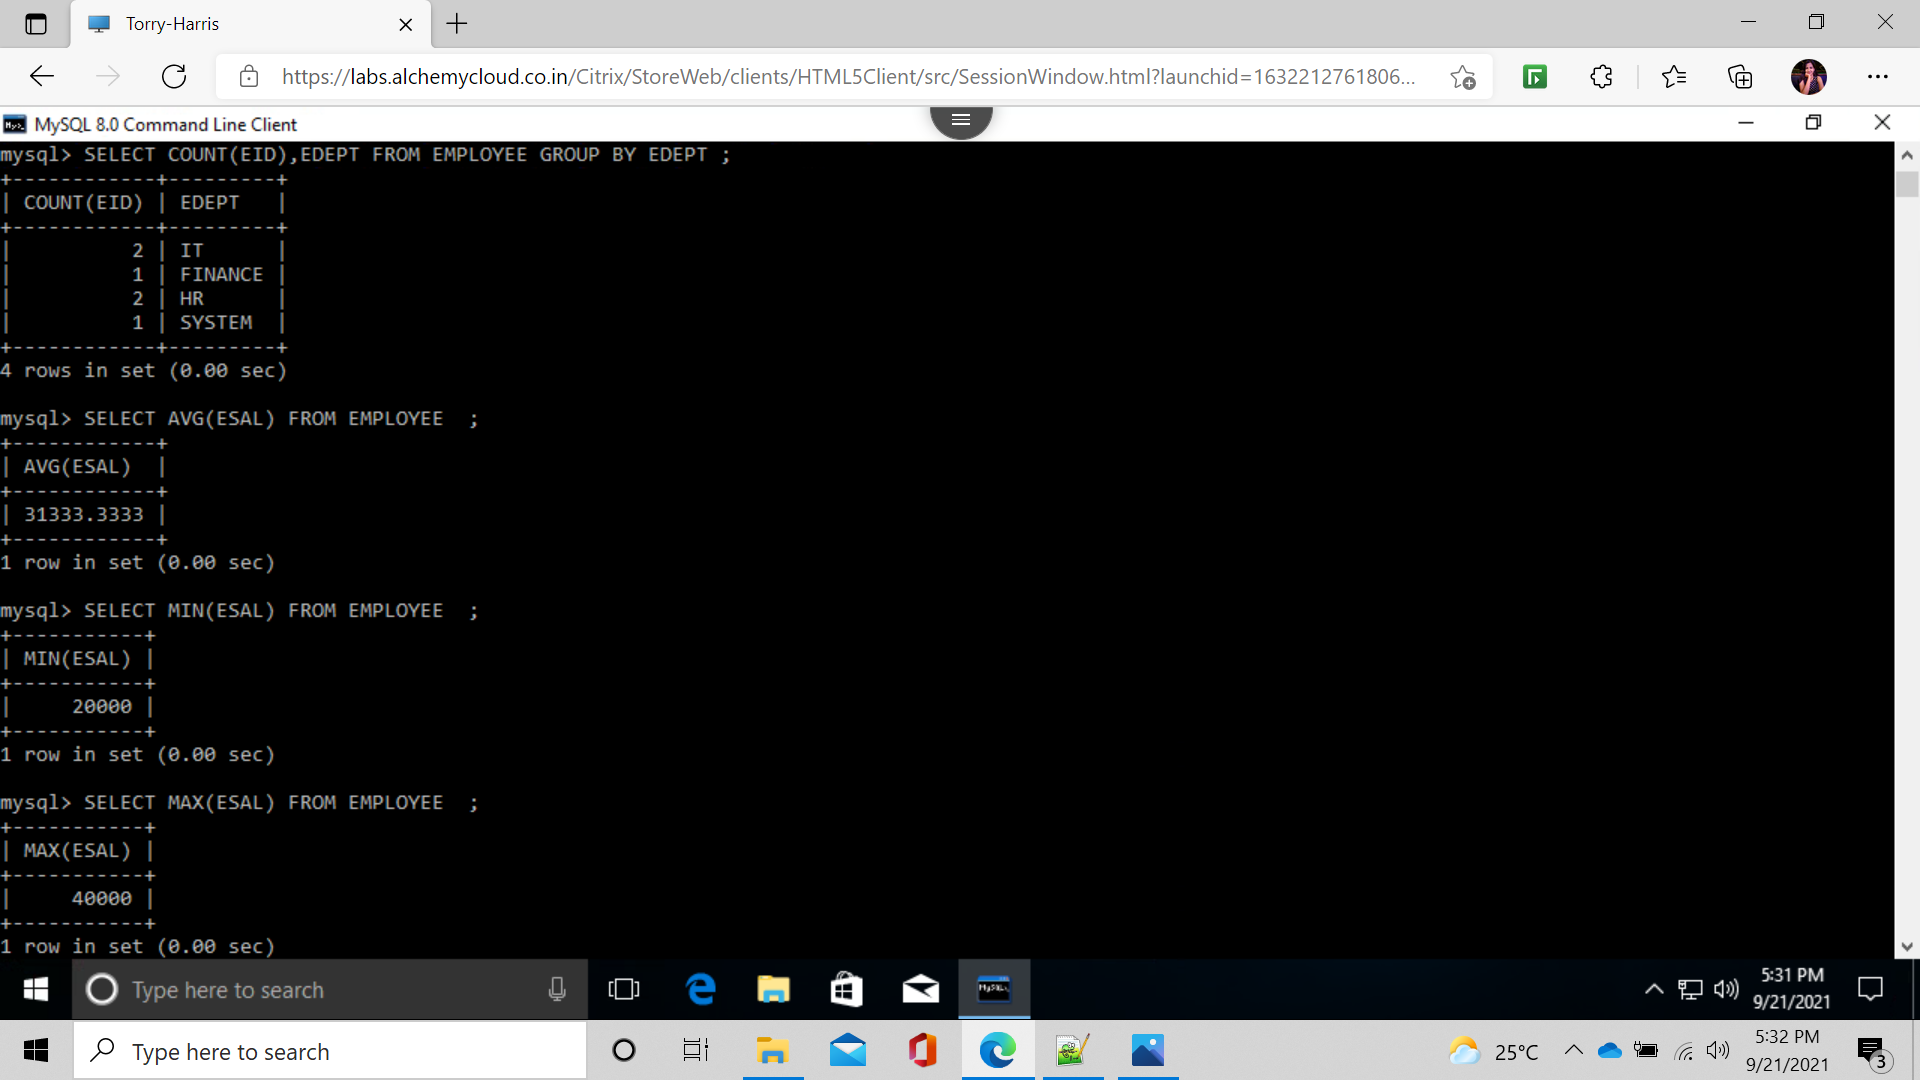 Torry-Harris
https://labs.alchemycloud.co.in/Citrix/StoreWeb/clients/HTML5Client/src/SessionWindow.html?launchid=1632212761806...
MySQL 8.0 Command Line Client
mysql> SELECT COUNT(EID),EDEPT FROM EMPLOYEE GROUP BY EDEPT ;
+------------+---------+
| COUNT(EID) | EDEPT   |
+------------+---------+
|          2 | IT      |
|          1 | FINANCE |
|          2 | HR      |
|          1 | SYSTEM  |
+------------+---------+
4 rows in set (0.00 sec)
mysql> SELECT AVG(ESAL) FROM EMPLOYEE  ;
+------------+
| AVG(ESAL)  |
+------------+
| 31333.3333 |
+------------+
1 row in set (0.00 sec)
mysql> SELECT MIN(ESAL) FROM EMPLOYEE  ;
+-----------+
| MIN(ESAL) |
+-----------+
|     20000 |
+-----------+
1 row in set (0.00 sec)
mysql> SELECT MAX(ESAL) FROM EMPLOYEE  ;
+-----------+
| MAX(ESAL) |
+-----------+
|     40000 |
+-----------+
1 row in set (0.00 sec)
Type here to search
5:31 PM
9/21/2021
Type here to search
25°C
5:32 PM
9/21/2021
3